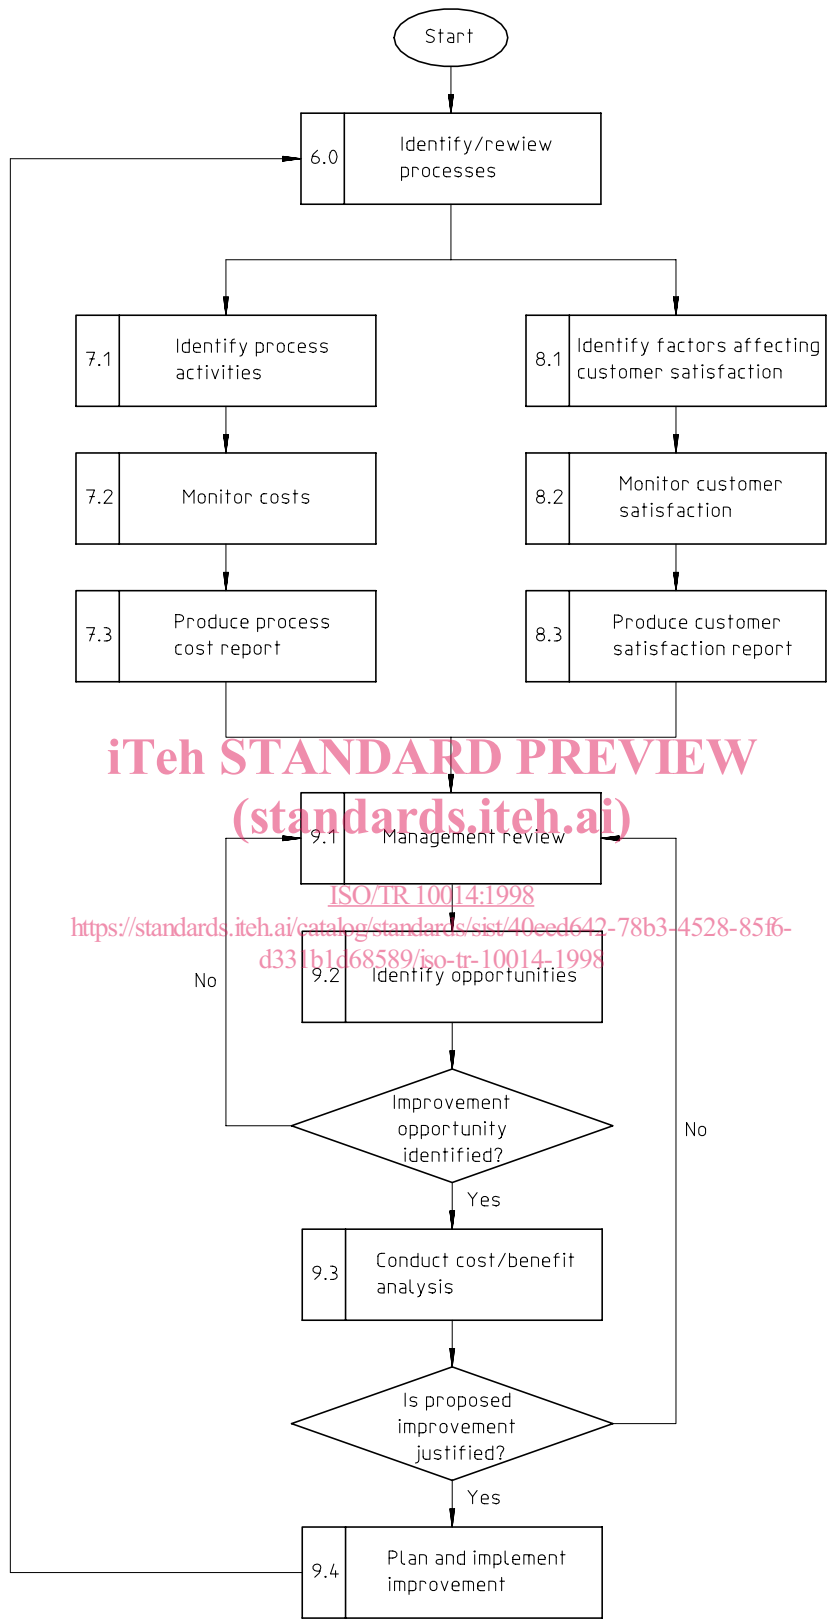 Start
6.0
Identify/rewiew
processes
7.1
Identify process
activities
8.1
Identify factors affecting
customer satisfaction
7.2
Monitor costs
8.2
Monitor customer
satisfaction
7.3
Produce process
cost report
8.3
Produce customer
satisfaction report
iTeh STANDARD PREVIEW
(standards.iteh.ai)
9.1
Management review
ISO/TR 10014:1998
https://standards.iteh.ai/catalog/standards/sist/40eed642-78b3-4528-85f6-
d331b1d68589/iso-tr-10014-1998
9.2
Identify opportunities
No
Improvement
opportunity
identified?
No
Yes
9.3
Conduct cost/benefit
analysis
Is proposed
improvement
justified?
Yes
9.4
Plan and implement
improvement